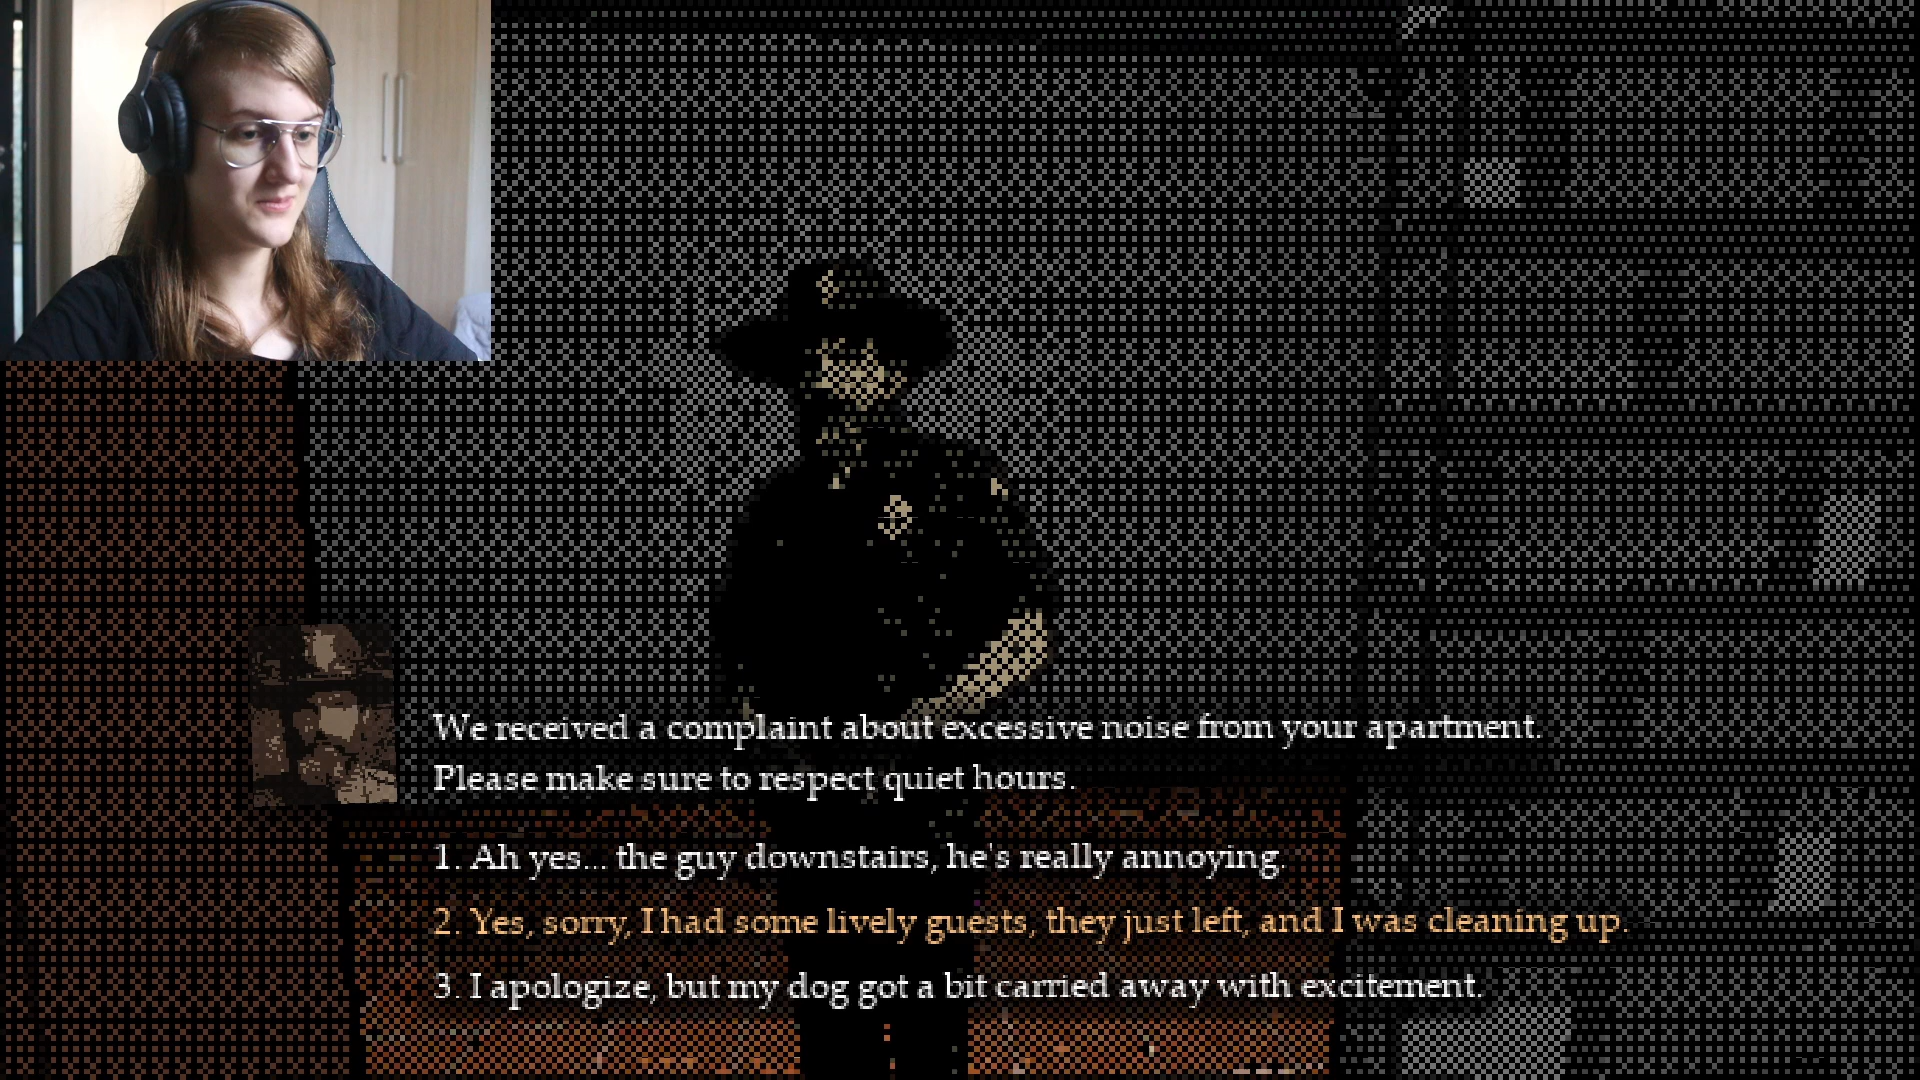 We received a complaint about excessive noise from your apartment.
Please make sure to respect quiet hours.
1. Ah yes... the guy downstairs, he's really annoying.
2. Yes, sorry, I had some lively guests, they just left, and I was cleaning up.
3. I apologize, but my dog got a bit carried away with excitement.